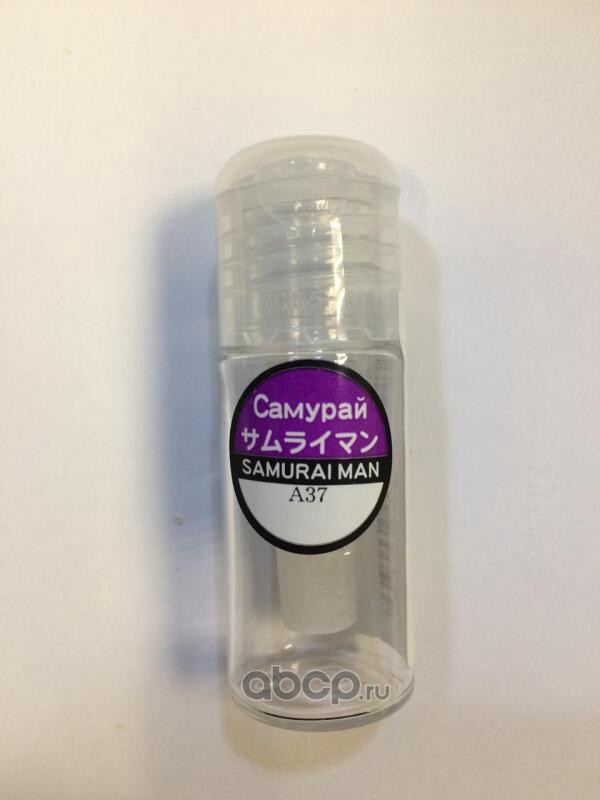 Самурай
サムライマン
SAMURAI MAN
A37
abcp.ru